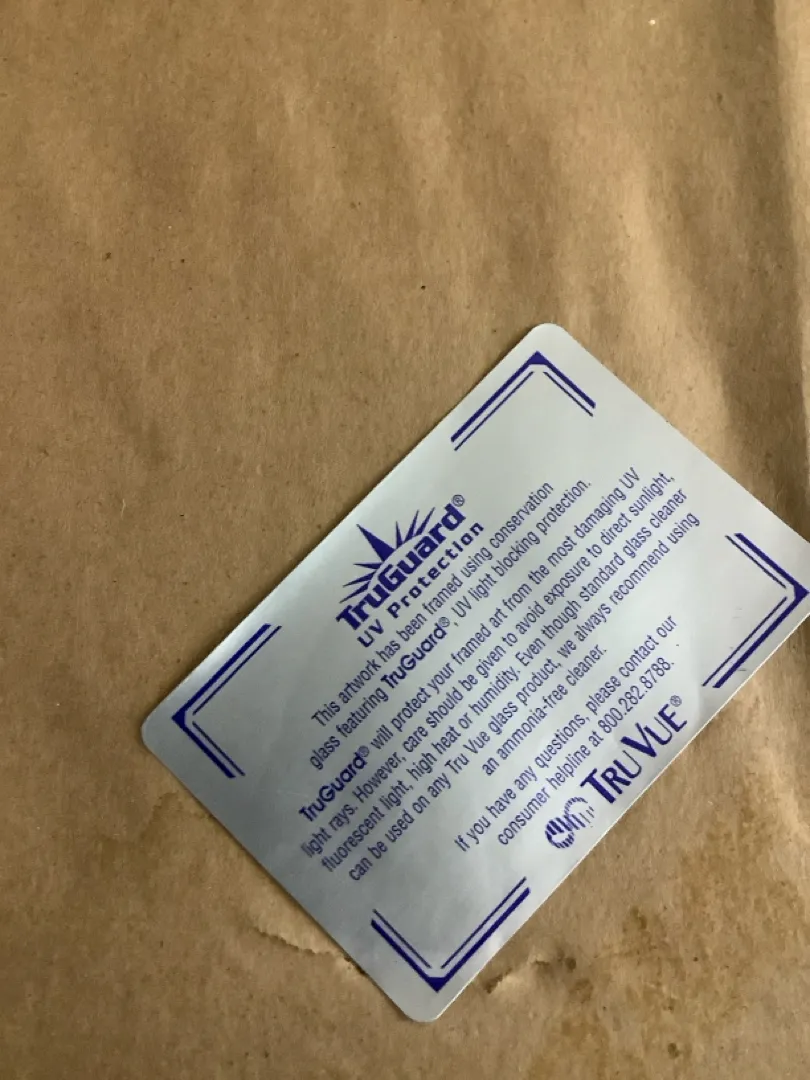 TruGuard®
UV Protection
This artwork has been framed using conservation
glass featuring TruGuard®, UV light blocking protection.
TruGuard® will protect your framed art from the most damaging UV
light rays. However, care should be given to avoid exposure to direct sunlight,
fluorescent light, high heat or humidity. Even though standard glass cleaner
can be used on any Tru Vue glass product, we always recommend using
an ammonia-free cleaner.
If you have any questions, please contact our
consumer helpline at 800.282.8788.
TRU VUE®